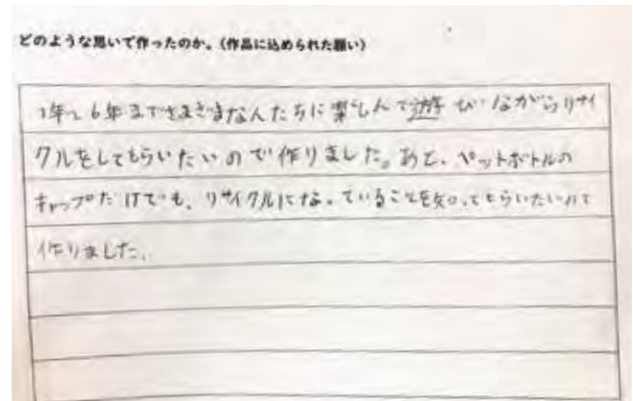 どのような思いで作ったのか。(作品に込められた願い)
1年〜6年までさまざまなんたちに楽しんで遊びながらリサイ
クルをしてもらいたいので作りました。あと、ペットボトルの
キャップだけでも、リサイクルになっていることを知ってもらいたいので
作りました。